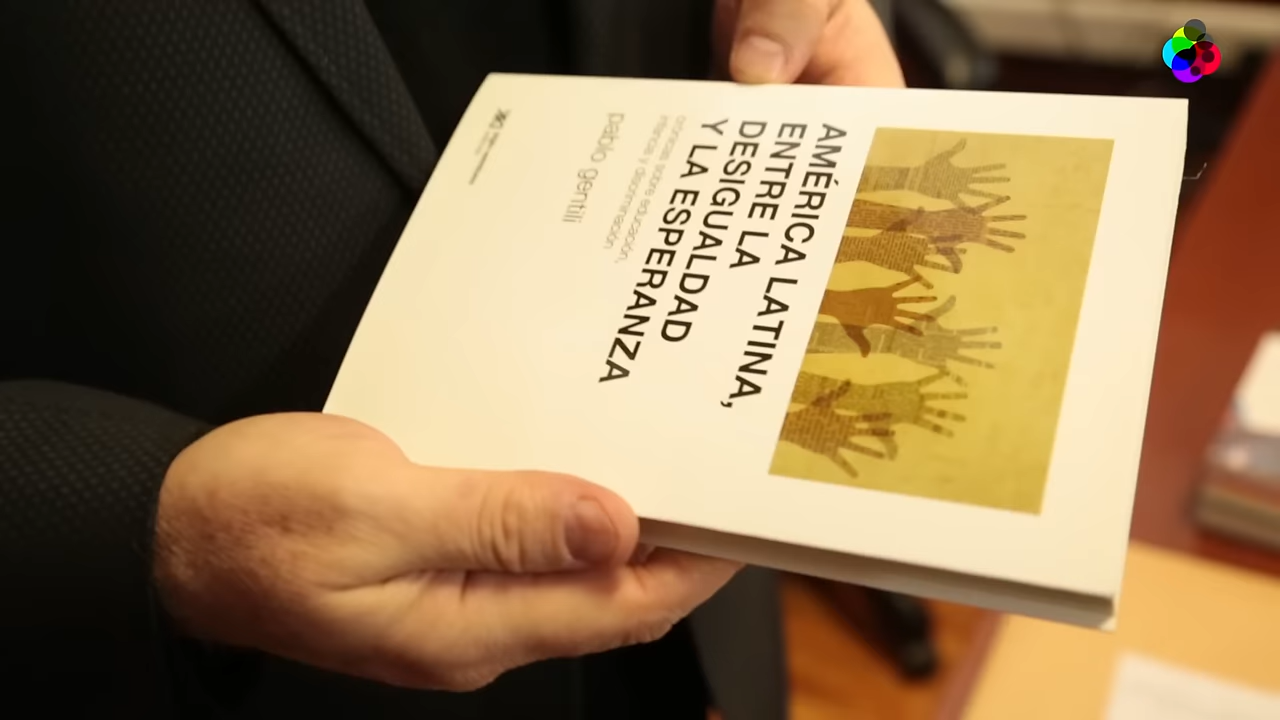 AMÉRICA LATINA,
ENTRE LA
DESIGUALDAD
Y LA ESPERANZA
crónicas sobre educación,
infancia y discriminación
pablo gentili